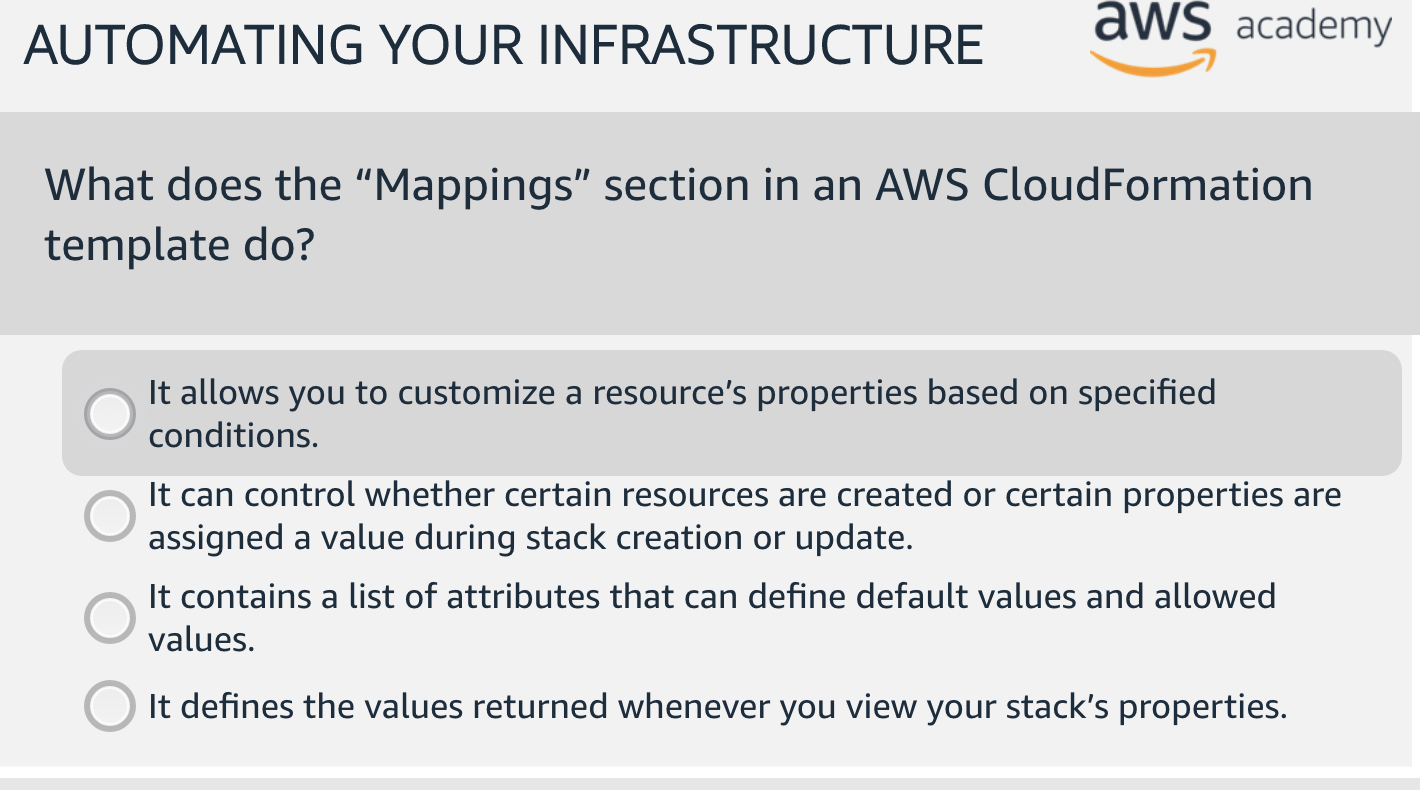 AUTOMATING YOUR INFRASTRUCTURE
aws academy
What does the “Mappings” section in an AWS CloudFormation
template do?
It allows you to customize a resource’s properties based on specified
conditions.
It can control whether certain resources are created or certain properties are
assigned a value during stack creation or update.
It contains a list of attributes that can define default values and allowed
values.
It defines the values returned whenever you view your stack’s properties.